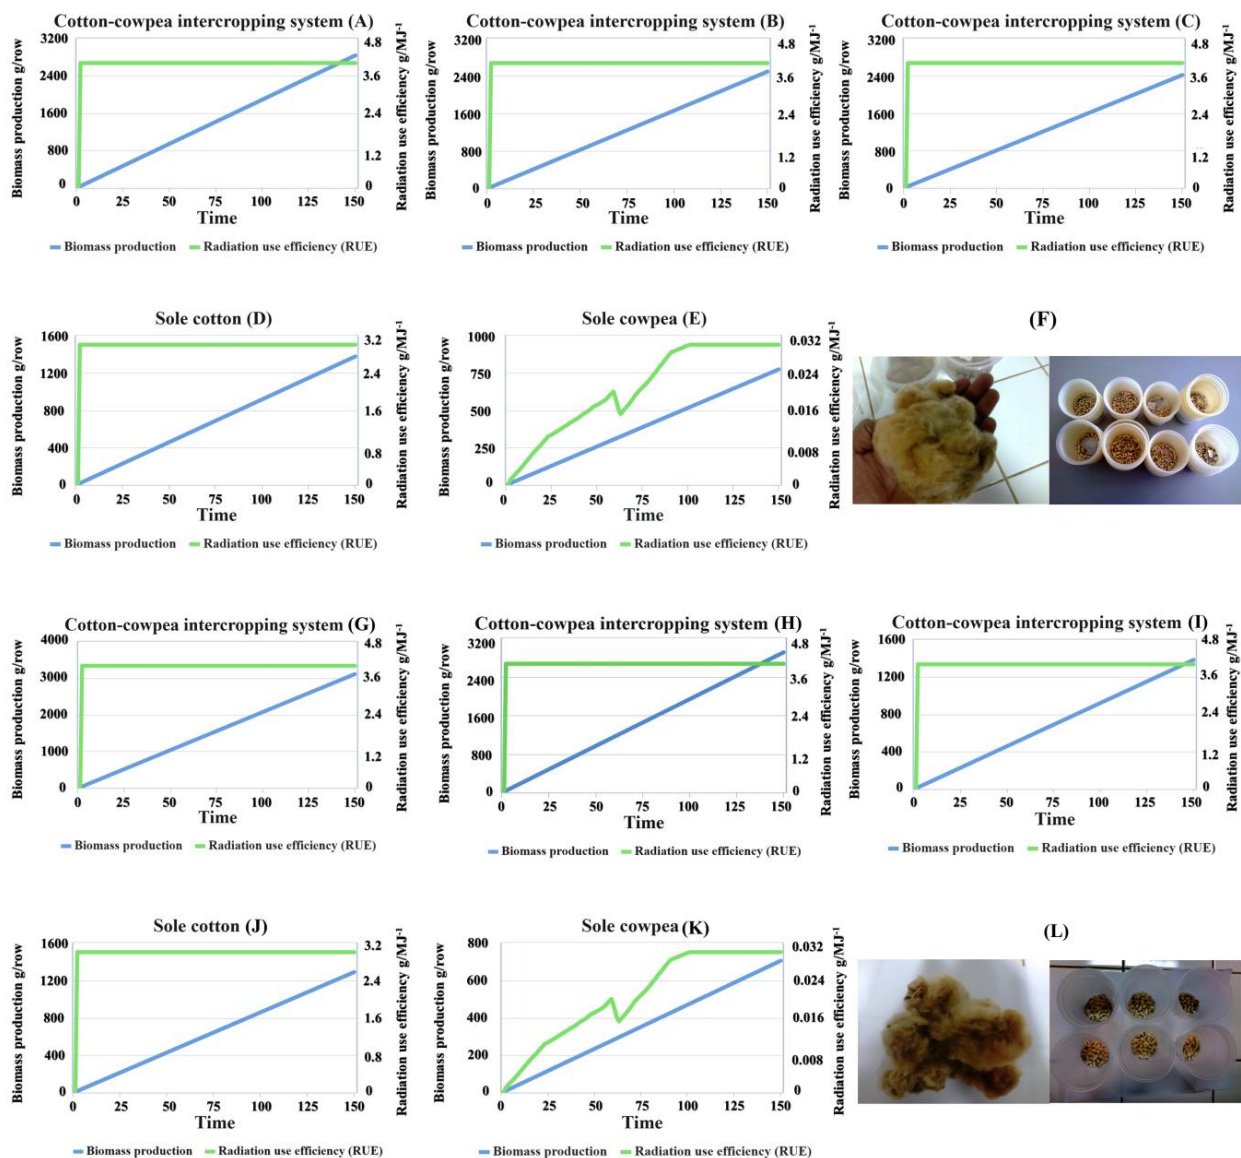 Cotton-cowpea intercropping system (A)
Biomass production g/row
3200
2400
1600
800
0
4.8
3.6
2.4
1.2
0
Radiation use efficiency g/MJ-1
0 25 50 75 100 125 150
Time
Biomass production Radiation use efficiency (RUE)
Cotton-cowpea intercropping system (B)
Biomass production g/row
3200
2400
1600
800
0
4.8
3.6
2.4
1.2
0
Radiation use efficiency g/MJ-1
0 25 50 75 100 125 150
Time
Biomass production Radiation use efficiency (RUE)
Cotton-cowpea intercropping system (C)
Biomass production g/row
3200
2400
1600
800
0
4.8
3.6
2.4
1.2
0
Radiation use efficiency g/MJ-1
0 25 50 75 100 125 150
Time
Biomass production Radiation use efficiency (RUE)
Sole cotton (D)
Biomass production g/row
1600
1200
800
400
0
3.2
2.4
1.6
0.8
0
Radiation use efficiency g/MJ-1
0 25 50 75 100 125 150
Time
Biomass production Radiation use efficiency (RUE)
Sole cowpea (E)
Biomass production g/row
1000
750
500
250
0
0.032
0.024
0.016
0.008
0
Radiation use efficiency g/MJ-1
0 25 50 75 100 125 150
Time
Biomass production Radiation use efficiency (RUE)
(F)
Cotton-cowpea intercropping system (G)
Biomass production g/row
4000
3000
2000
1000
0
4.8
3.6
2.4
1.2
0
Radiation use efficiency g/MJ-1
0 25 50 75 100 125 150
Time
Biomass production Radiation use efficiency (RUE)
Cotton-cowpea intercropping system (H)
Biomass production g/row
3200
2400
1600
800
0
4.8
3.6
2.4
1.2
0
Radiation use efficiency g/MJ-1
0 25 50 75 100 125 150
Time
Biomass production Radiation use efficiency (RUE)
Cotton-cowpea intercropping system (I)
Biomass production g/row
1600
1200
800
400
0
4.8
3.6
2.4
1.2
0
Radiation use efficiency g/MJ-1
0 25 50 75 100 125 150
Time
Biomass production Radiation use efficiency (RUE)
Sole cotton (J)
Biomass production g/row
1600
1200
800
400
0
3.2
2.4
1.6
0.8
0
Radiation use efficiency g/MJ-1
0 25 50 75 100 125 150
Time
Biomass production Radiation use efficiency (RUE)
Sole cowpea (K)
Biomass production g/row
800
600
400
200
0
0.032
0.024
0.016
0.008
0
Radiation use efficiency g/MJ-1
0 25 50 75 100 125 150
Time
Biomass production Radiation use efficiency (RUE)
(L)